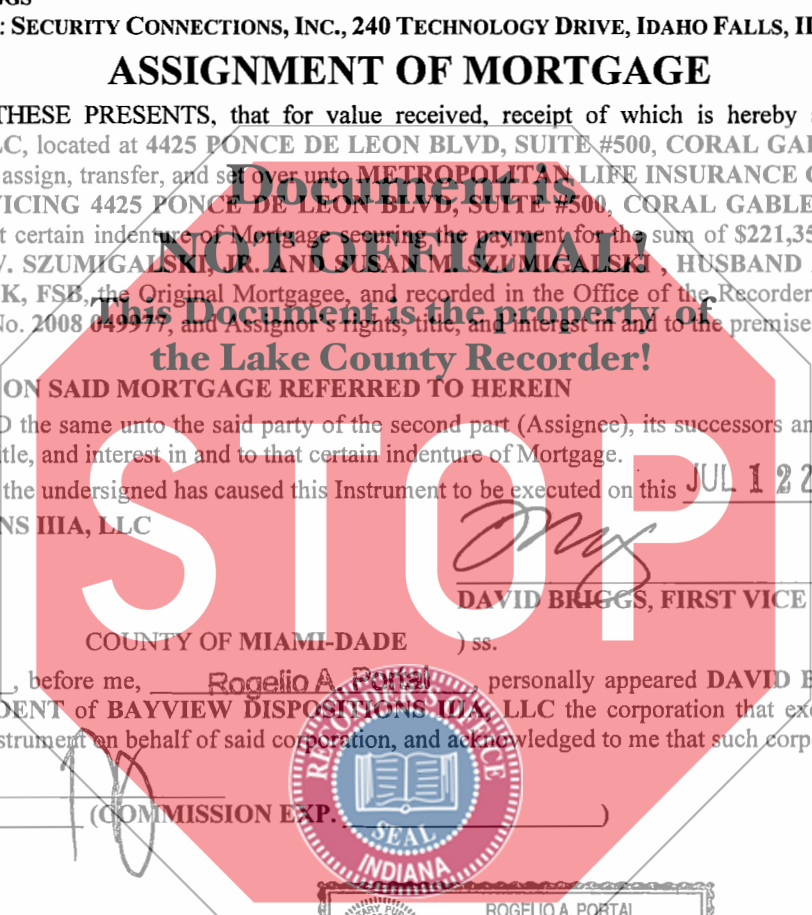 : SECURITY CONNECTIONS, INC., 240 TECHNOLOGY DRIVE, IDAHO FALLS,
ASSIGNMENT OF MORTGAGE
THESE PRESENTS, that for value received, receipt of which is hereby
LC, located at 4425 PONCE DE LEON BLVD, SUITE #500, CORAL GA
assign, transfer, and set over unto METROPOLITAN LIFE INSURANCE
VICING 4425 PONCE DE LEON BLVD, SUITE #500, CORAL GABLE
t certain indenture of Mortgage securing the payment for the sum of $221,35
V. SZUMIGALSKI, JR. AND SUSAN M. SZUMIGALSKI , HUSBAND
K, FSB, the Original Mortgagee, and recorded in the Office of the Recorder
No. 2008 049977, and Assignor's rights, title, and interest in and to the premise
Document is
NOT OFFICIAL!
This Document is the property of
the Lake County Recorder!
ON SAID MORTGAGE REFERRED TO HEREIN
D the same unto the said party of the second part (Assignee), its successors an
tle, and interest in and to that certain indenture of Mortgage.
the undersigned has caused this Instrument to be executed on this JUL 12 2
NS IIIA, LLC
STOP
DAVID BRIGGS, FIRST VICE
COUNTY OF MIAMI-DADE ) ss.
, before me, Rogelio A. Portal , personally appeared DAVID B
DENT of BAYVIEW DISPOSITIONS IIIA, LLC the corporation that exe
strument on behalf of said corporation, and acknowledged to me that such corp
(COMMISSION EXP. )
SEAL
INDIANA
ROGELIO A. PORTAL